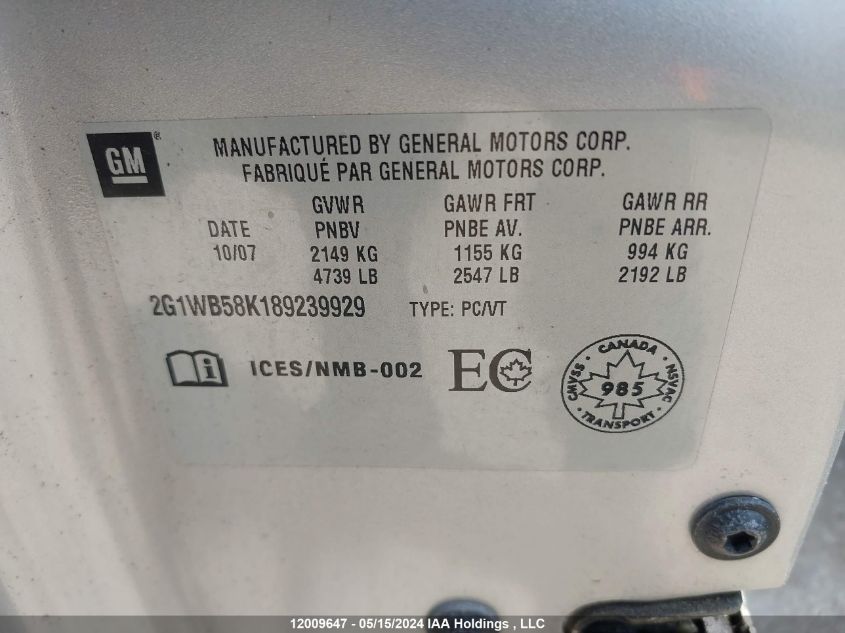 GM ®
MANUFACTURED BY GENERAL MOTORS CORP.
FABRIQUÉ PAR GENERAL MOTORS CORP.
GVWR GAWR FRT GAWR RR
DATE PNBV PNBE AV. PNBE ARR.
10/07 2149 KG 1155 KG 994 KG
4739 LB 2547 LB 2192 LB
2G1WB58K189239929 TYPE: PC/VT
i ICES/NMB-002 EC
CANADA
CMVSS 985 NSVAC
TRANSPORT
12009647 - 05/15/2024 IAA Holdings , LLC